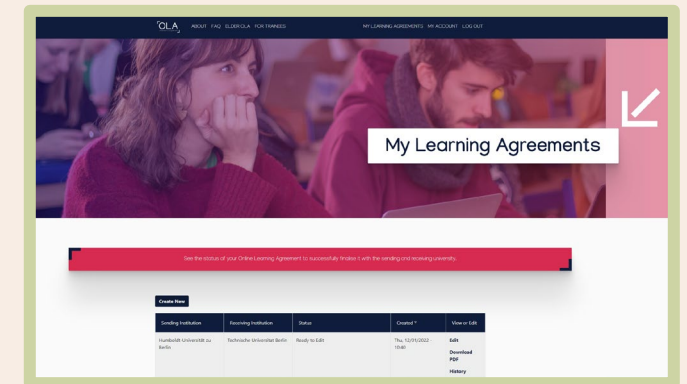 OLA
ABOUT FAQ ELDER OLA FOR TRAINEES MY LEARNING AGREEMENTS MY ACCOUNT LOG OUT
My Learning Agreements
See the status of your Online Learning Agreement to successfully finalise it with the sending and receiving university.
Create New
Sending Institution Receiving Institution Status Created View or Edit
Humboldt-Universität zu Berlin Technische Universität Berlin Ready to Edit Thu, 12/01/2022 - Edit
Download PDF
History